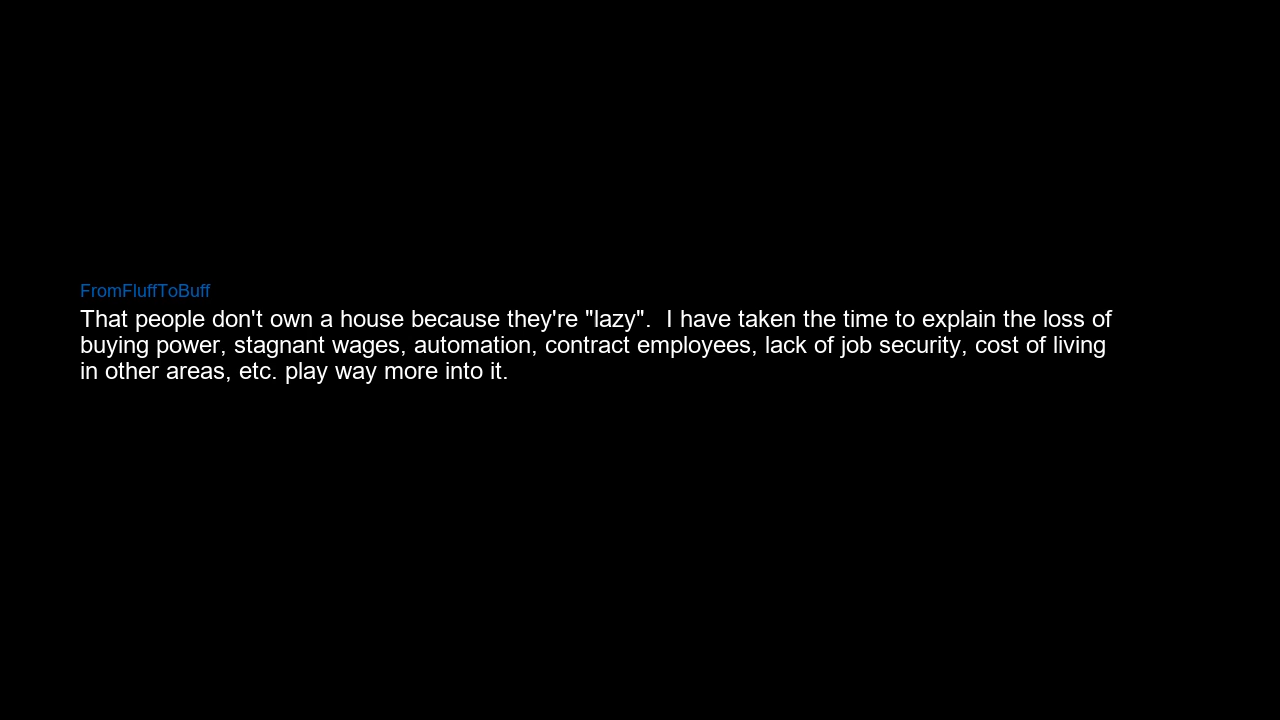 FromFluffToBuff
That people don't own a house because they're "lazy".  I have taken the time to explain the loss of
buying power, stagnant wages, automation, contract employees, lack of job security, cost of living
in other areas, etc. play way more into it.